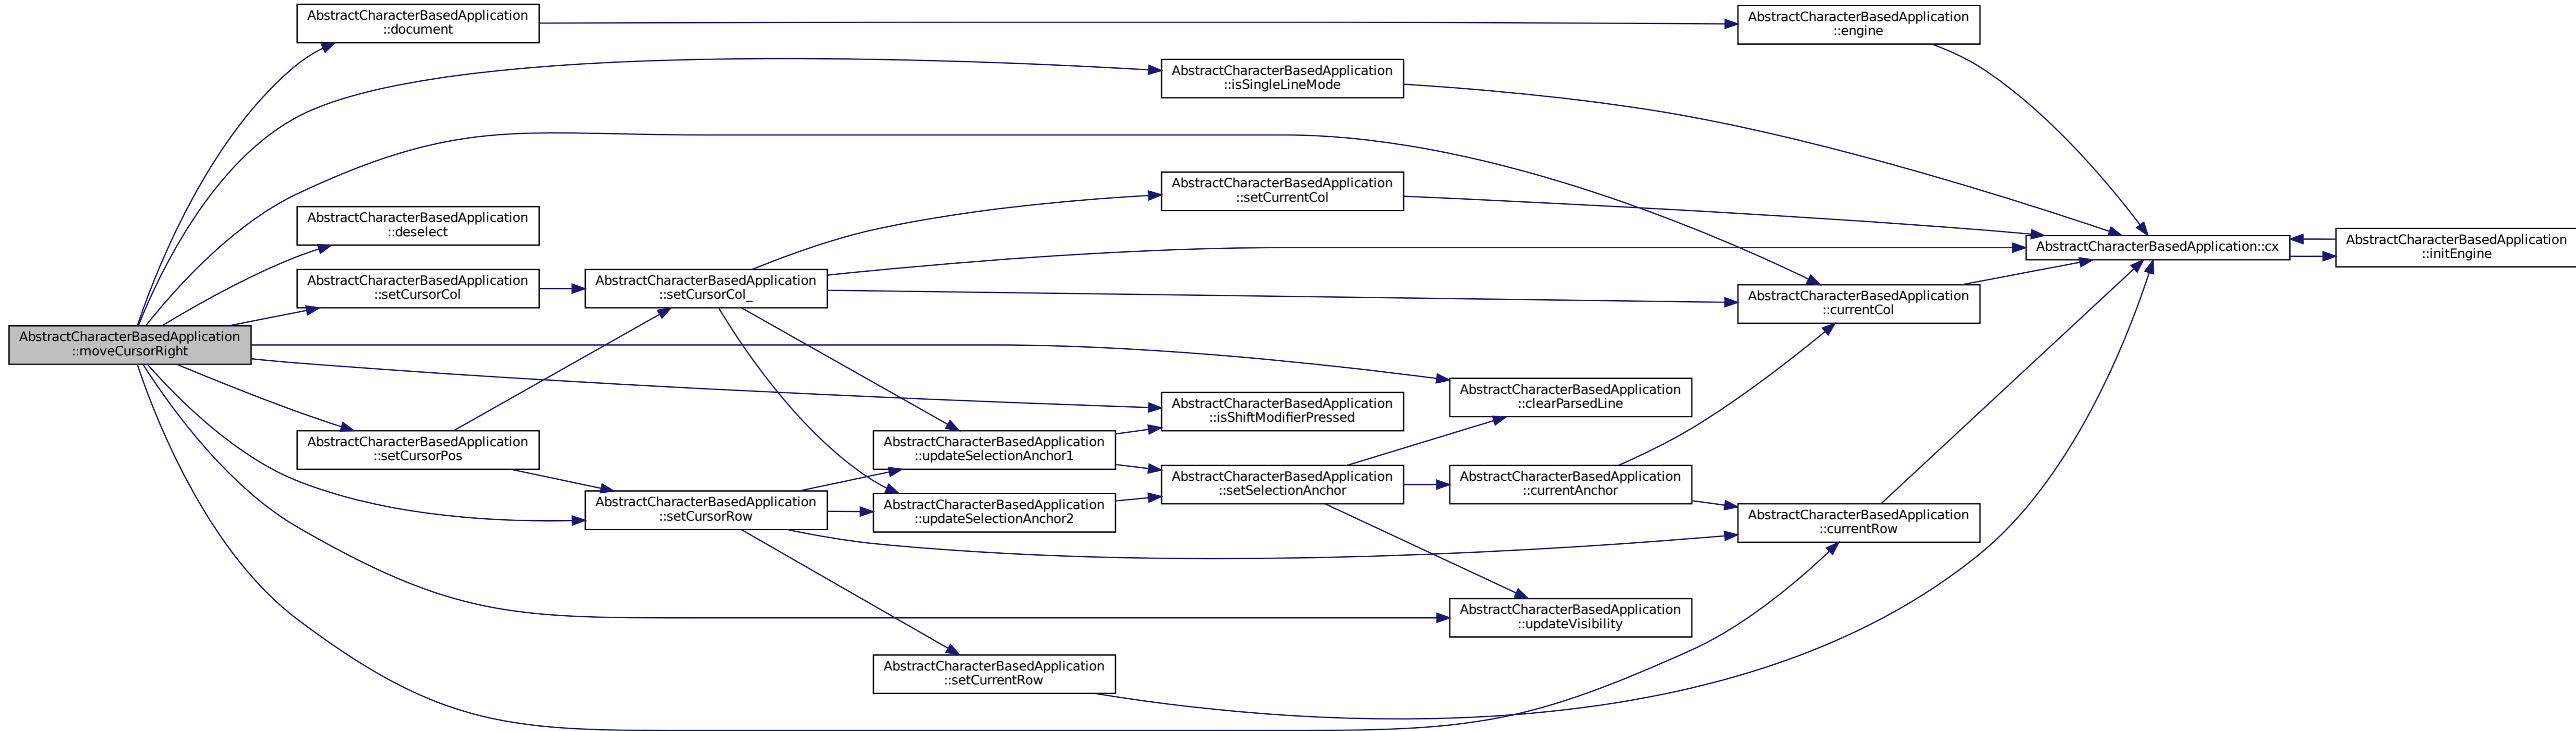 AbstractCharacterBasedApplication
::moveCursorRight
AbstractCharacterBasedApplication
::document
AbstractCharacterBasedApplication
::deselect
AbstractCharacterBasedApplication
::setCursorCol
AbstractCharacterBasedApplication
::setCursorPos
AbstractCharacterBasedApplication
::setCursorCol_
AbstractCharacterBasedApplication
::setCursorRow
AbstractCharacterBasedApplication
::updateSelectionAnchor1
AbstractCharacterBasedApplication
::updateSelectionAnchor2
AbstractCharacterBasedApplication
::setCurrentRow
AbstractCharacterBasedApplication
::isSingleLineMode
AbstractCharacterBasedApplication
::setCurrentCol
AbstractCharacterBasedApplication
::isShiftModifierPressed
AbstractCharacterBasedApplication
::setSelectionAnchor
AbstractCharacterBasedApplication
::clearParsedLine
AbstractCharacterBasedApplication
::currentAnchor
AbstractCharacterBasedApplication
::updateVisibility
AbstractCharacterBasedApplication
::engine
AbstractCharacterBasedApplication
::currentCol
AbstractCharacterBasedApplication
::currentRow
AbstractCharacterBasedApplication::cx
AbstractCharacterBasedApplication
::initEngine